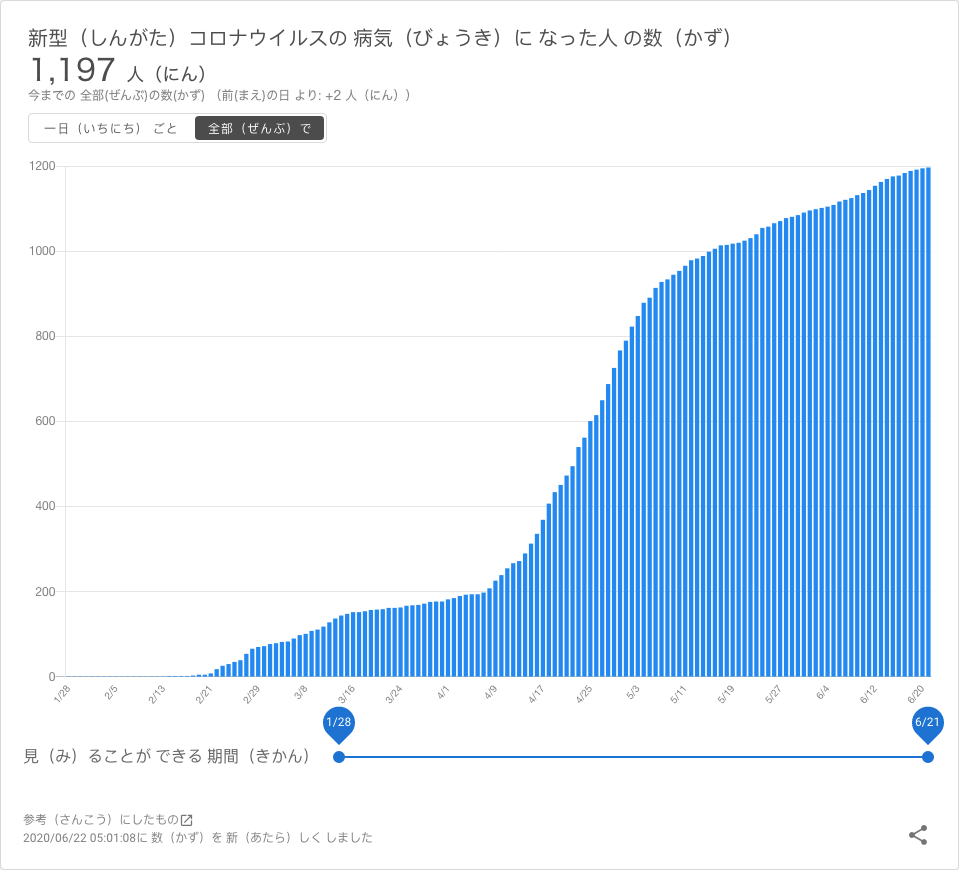 新型（しんがた）コロナウイルスの 病気（びょうき）に なった人 の数（かず）
1,197 人（にん）
今までの 全部(ぜんぶ)の数(かず) （前(まえ)の日 より: +2 人（にん））
一日（いちにち） ごと 全部（ぜんぶ）で
1200
1000
800
600
400
200
0
1/28 2/5 2/13 2/21 2/29 3/8 3/16 3/24 4/1 4/9 4/17 4/25 5/3 5/11 5/19 5/27 6/4 6/12 6/20
1/28 6/21
見（み）ることが できる 期間（きかん）
参考（さんこう）にしたもの
2020/06/22 05:01:08に 数（かず）を 新（あたら）しく しました